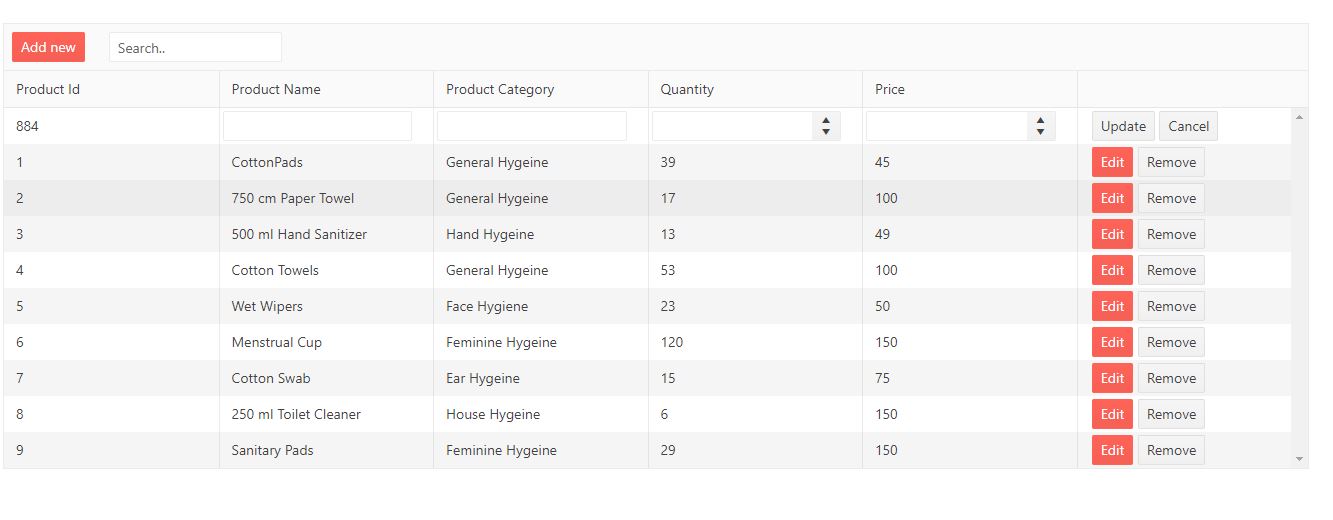 Add new Search..
Product Id Product Name Product Category Quantity Price
884 Update Cancel
1 CottonPads General Hygeine 39 45 Edit Remove
2 750 cm Paper Towel General Hygeine 17 100 Edit Remove
3 500 ml Hand Sanitizer Hand Hygeine 13 49 Edit Remove
4 Cotton Towels General Hygeine 53 100 Edit Remove
5 Wet Wipers Face Hygiene 23 50 Edit Remove
6 Menstrual Cup Feminine Hygeine 120 150 Edit Remove
7 Cotton Swab Ear Hygeine 15 75 Edit Remove
8 250 ml Toilet Cleaner House Hygeine 6 150 Edit Remove
9 Sanitary Pads Feminine Hygeine 29 150 Edit Remove